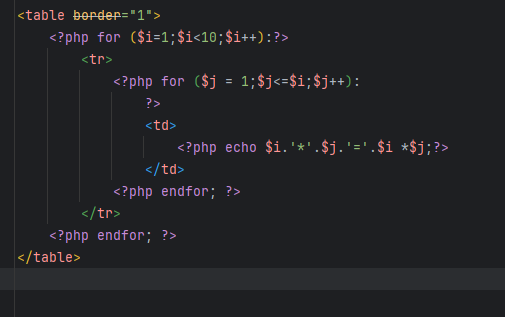 <table border="1">
<?php for ($i=1;$i<10;$i++):?>
<tr>
<?php for ($j = 1;$j<=$i;$j++):
?>
<td>
<?php echo $i.'*'.$j.'='.$i *$j;?>
</td>
<?php endfor; ?>
</tr>
<?php endfor; ?>
</table>